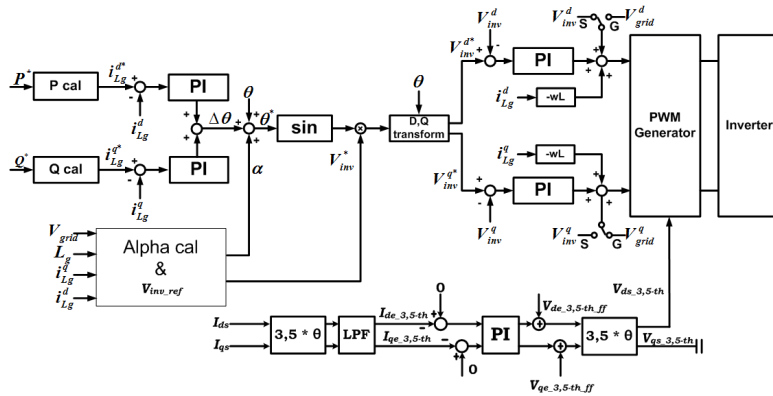 P* P cal i_Lg^d* + - PI
i_Lg^d
Q* Q cal i_Lg^q* + - PI
i_Lg^q
+ + Δθ + + + θ θ* α
sin
V_inv^*
θ
D,Q transform
V_inv^d
V_inv^d* + - PI + + +
V_inv^d S G V_grid^d
i_Lg^d -wL
i_Lg^q -wL
V_inv^q* + - PI + + +
V_inv^q
V_inv^q S G V_grid^q
PWM
Generator
Inverter
V_grid
L_g
i_Lg^q
i_Lg^d
Alpha cal
&
V_inv_ref
I_ds
I_qs
3,5 * θ
LPF
I_de_3,5-th
I_qe_3,5-th
0 + -
0 + -
PI
V_de_3,5-th_ff
V_qe_3,5-th_ff
3,5 * θ
V_ds_3,5-th
V_qs_3,5-th